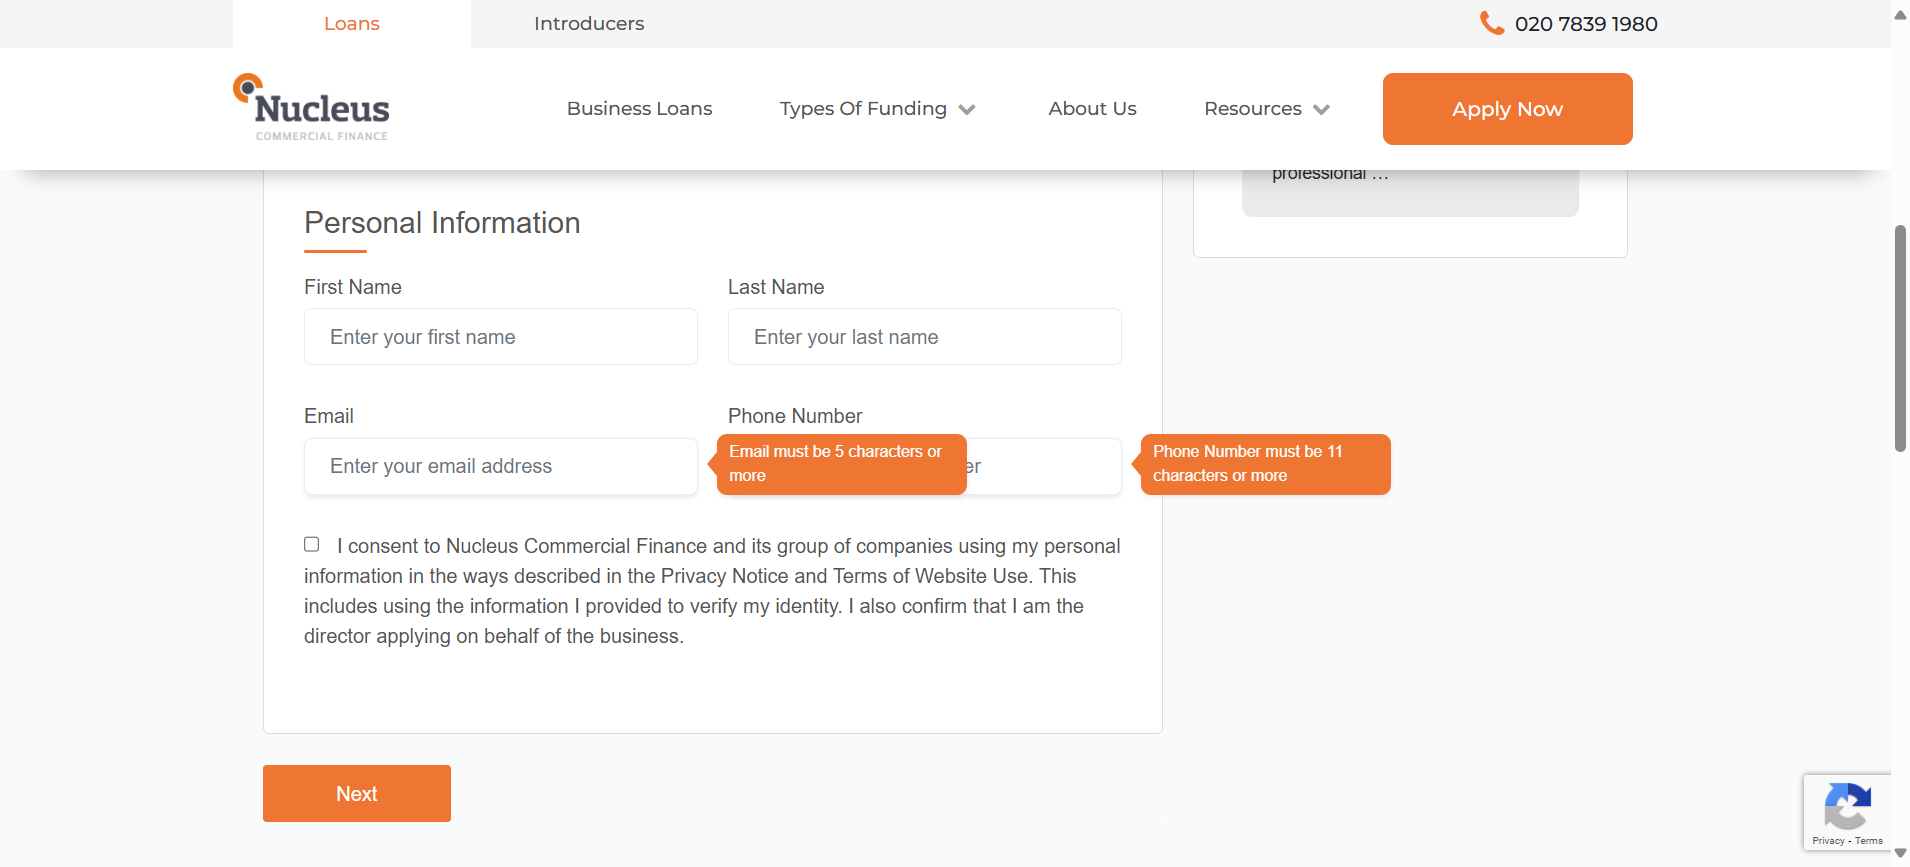 Loans
Introducers
020 7839 1980
Nucleus
COMMERCIAL FINANCE
Business Loans
Types Of Funding
About Us
Resources
Apply Now
professional ...
Personal Information
First Name
Last Name
Enter your first name
Enter your last name
Email
Phone Number
Enter your email address
Email must be 5 characters or
more
er
Phone Number must be 11
characters or more
I consent to Nucleus Commercial Finance and its group of companies using my personal
information in the ways described in the Privacy Notice and Terms of Website Use. This
includes using the information I provided to verify my identity. I also confirm that I am the
director applying on behalf of the business.
Next
Privacy - Terms